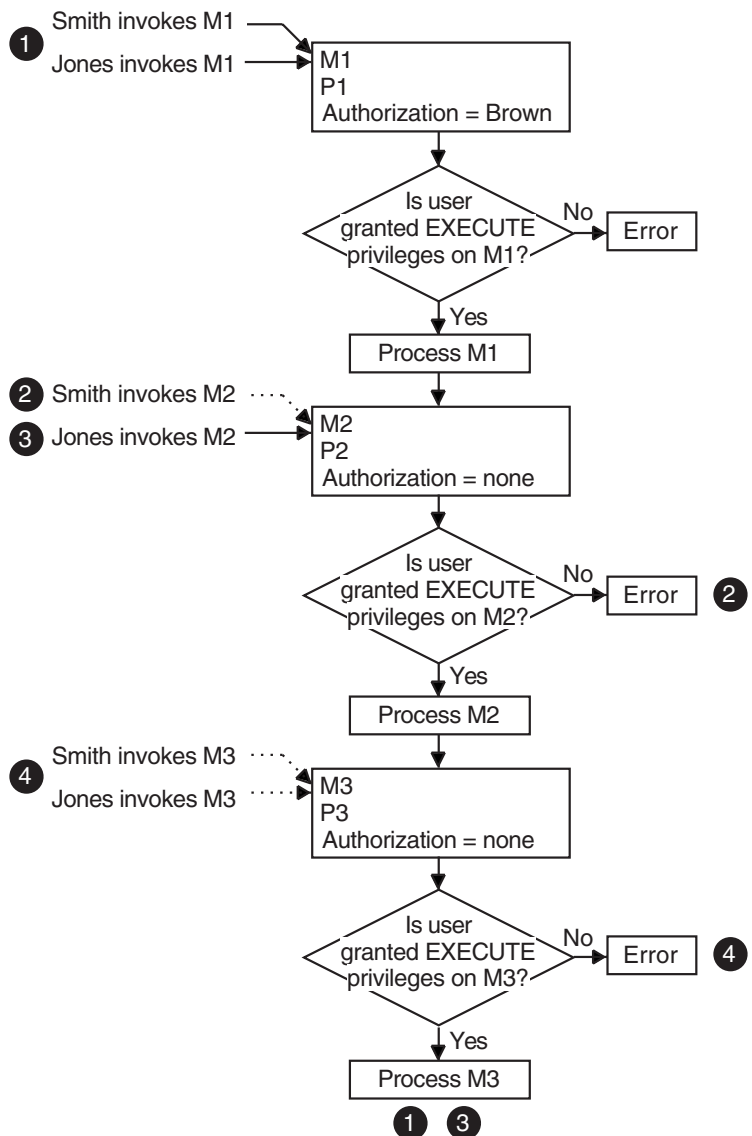 Smith invokes M1
1
Jones invokes M1
M1
P1
Authorization = Brown
Is user
granted EXECUTE
privileges on M1?
No
Error
Yes
Process M1
2 Smith invokes M2
3 Jones invokes M2
M2
P2
Authorization = none
Is user
granted EXECUTE
privileges on M2?
No
Error
2
Yes
Process M2
Smith invokes M3
4
Jones invokes M3
M3
P3
Authorization = none
Is user
granted EXECUTE
privileges on M3?
No
Error
4
Yes
Process M3
1 3